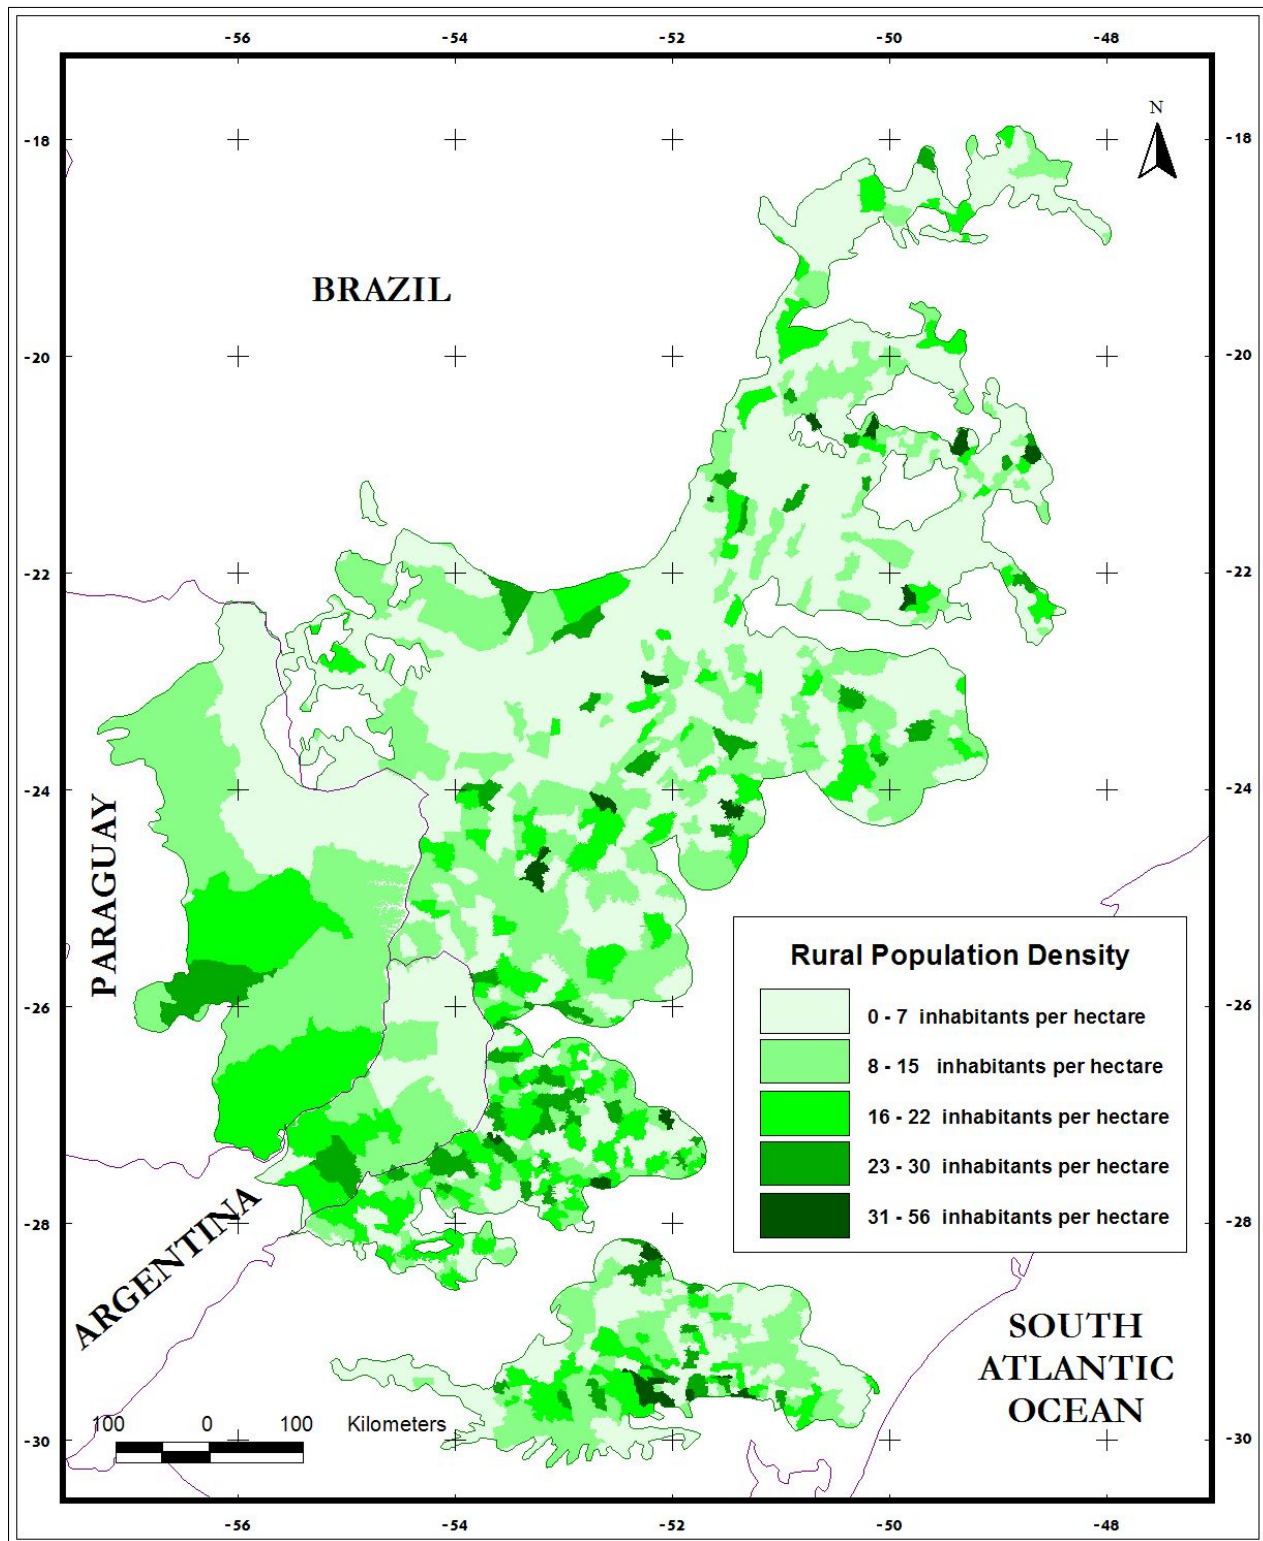 -56 -54 -52 -50 -48
N
-18 -18
BRAZIL
-20 -20
-22 -22
-24 -24
PARAGUAY
Rural Population Density
0 - 7 inhabitants per hectare
-26 -26
8 - 15 inhabitants per hectare
16 - 22 inhabitants per hectare
23 - 30 inhabitants per hectare
31 - 56 inhabitants per hectare
-28 -28
ARGENTINA
SOUTH
ATLANTIC
OCEAN
100 0 100 Kilometers
-30 -30
-56 -54 -52 -50 -48